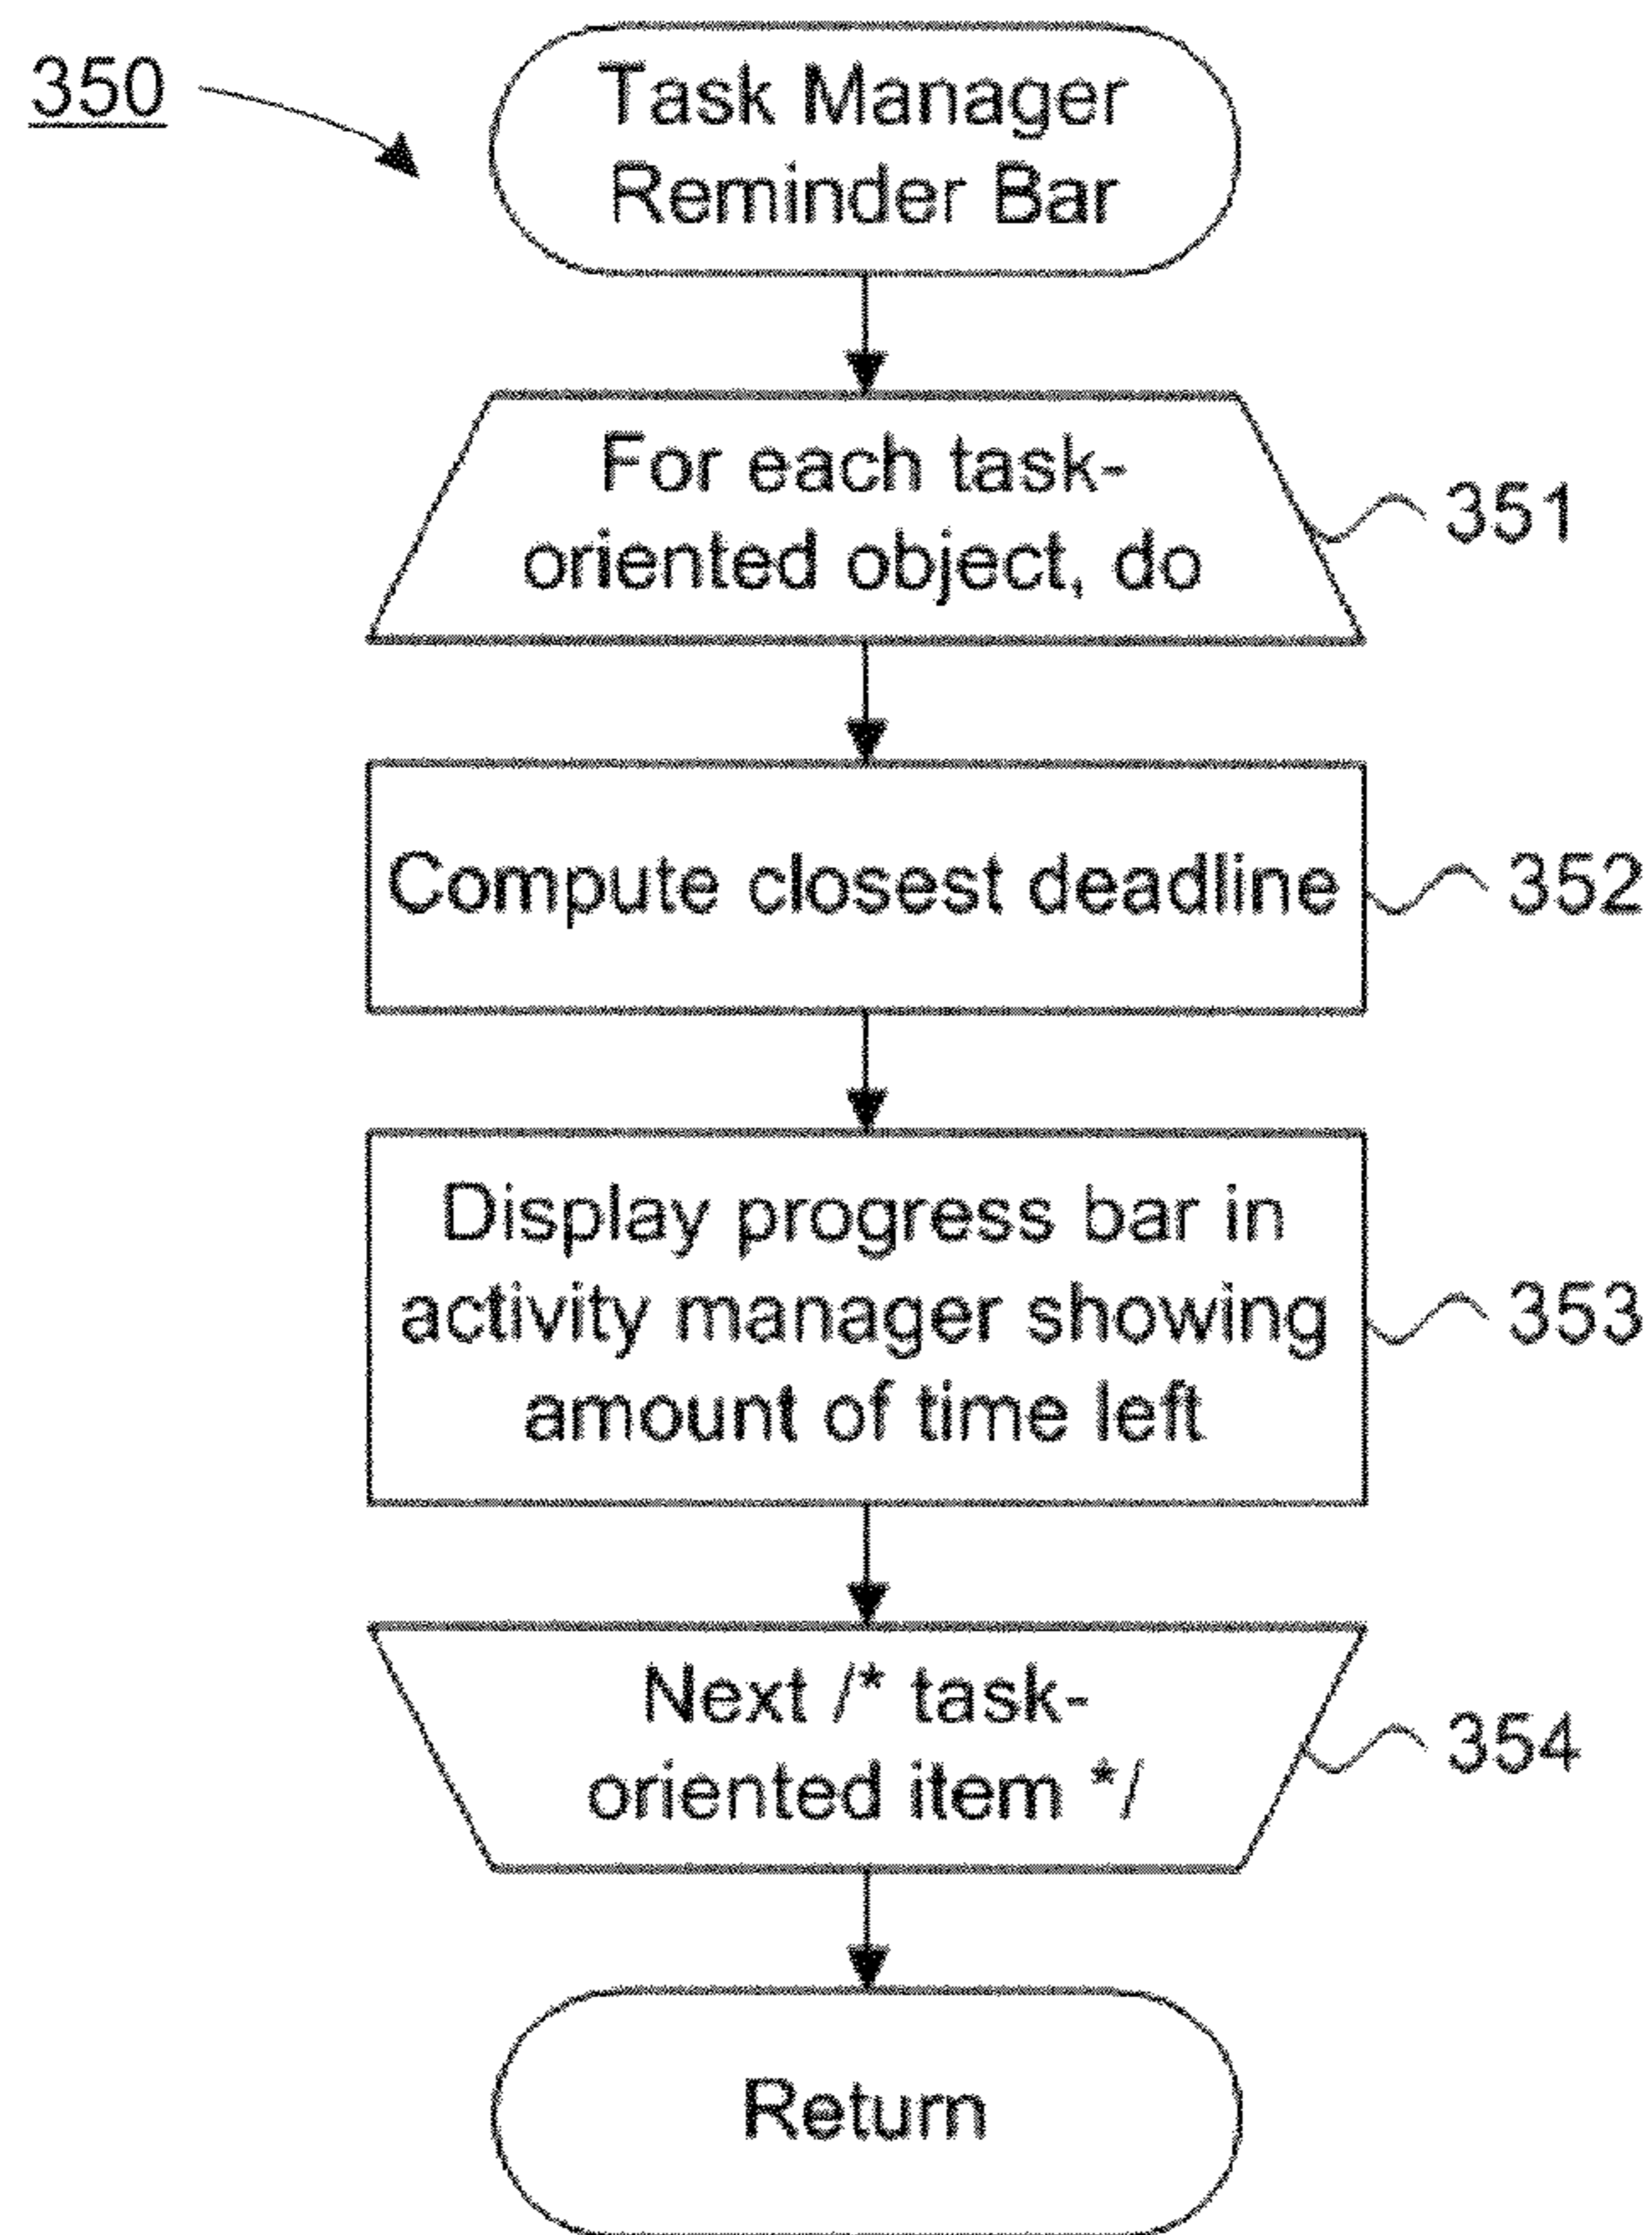 350
Task Manager
Reminder Bar
For each task-
oriented object, do
351
Compute closest deadline
352
Display progress bar in
activity manager showing
amount of time left
353
Next /* task-
oriented item */
354
Return